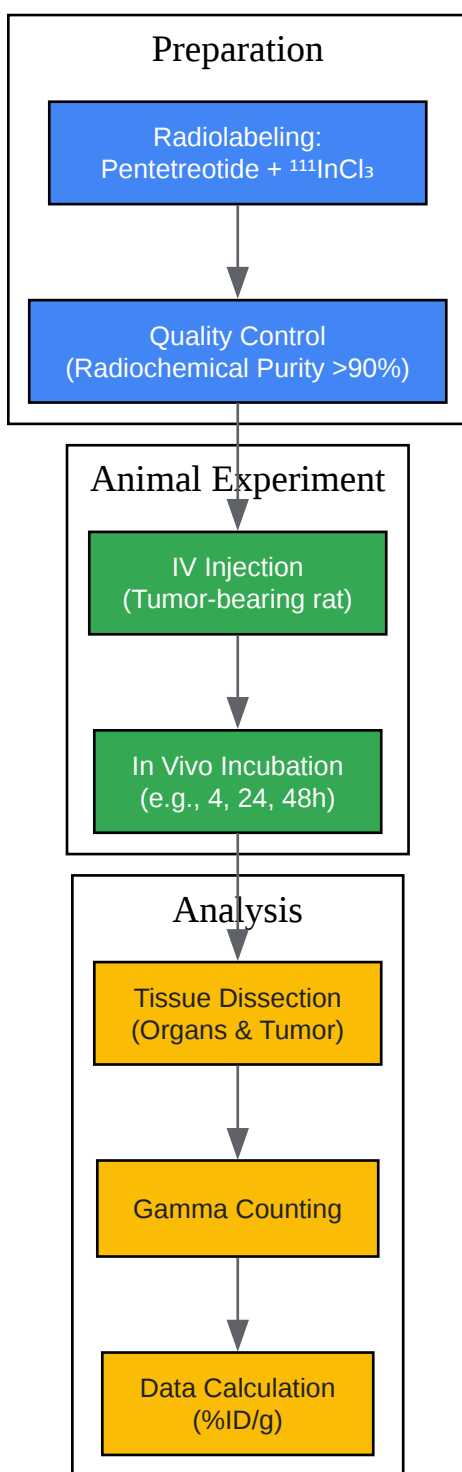 Preparation
Radiolabeling:
Pentetreotide + ¹¹¹InCl₃
Quality Control
(Radiochemical Purity >90%)
Animal Experiment
IV Injection
(Tumor-bearing rat)
In Vivo Incubation
(e.g., 4, 24, 48h)
Analysis
Tissue Dissection
(Organs & Tumor)
Gamma Counting
Data Calculation
(%ID/g)